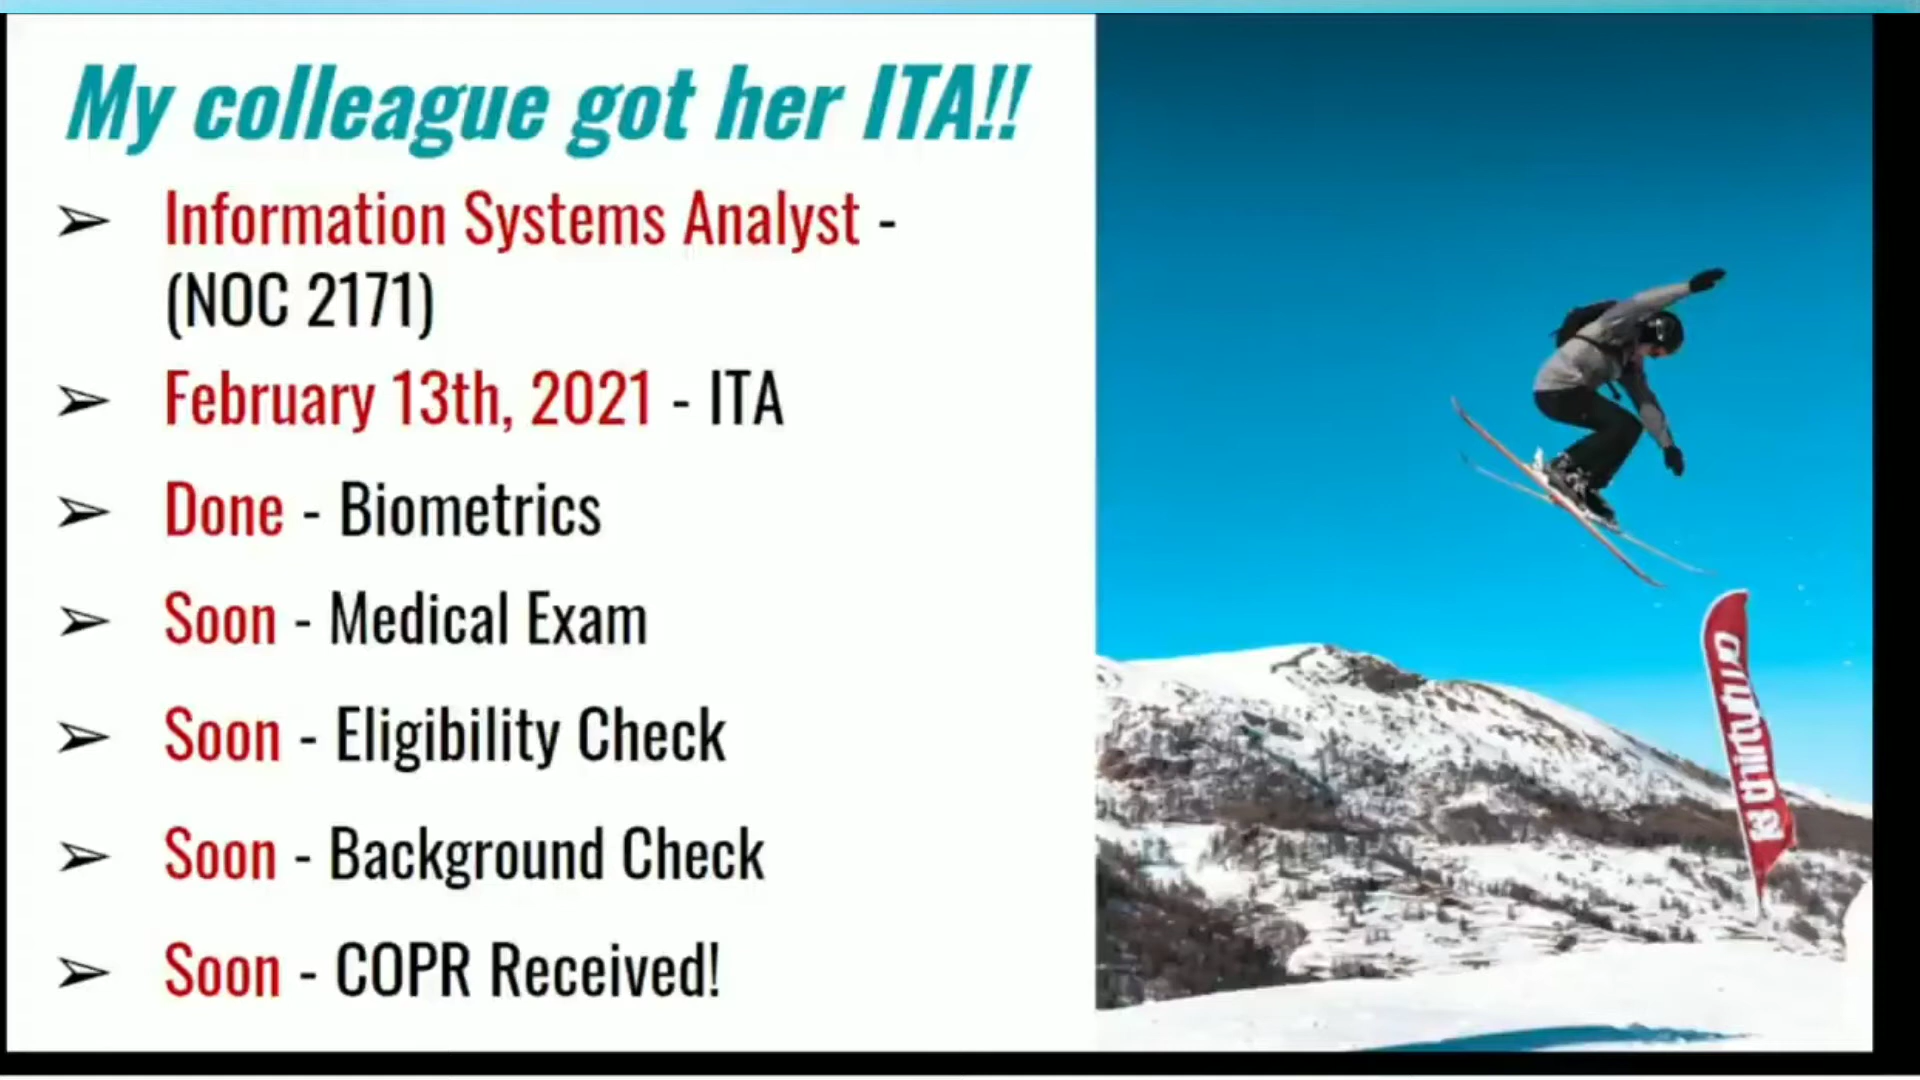 My colleague got her ITA!!
➢ Information Systems Analyst -
(NOC 2171)
➢ February 13th, 2021 - ITA
➢ Done - Biometrics
➢ Soon - Medical Exam
➢ Soon - Eligibility Check
➢ Soon - Background Check
➢ Soon - COPR Received!